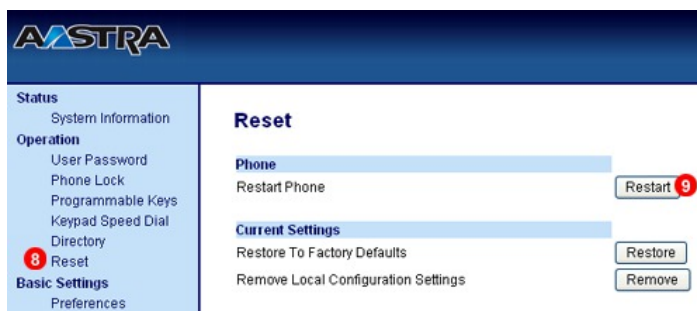 AASTRA
Status
System Information
Operation
User Password
Phone Lock
Programmable Keys
Keypad Speed Dial
Directory
8 Reset
Basic Settings
Preferences
Reset
Phone
Restart Phone Restart 9
Current Settings
Restore To Factory Defaults Restore
Remove Local Configuration Settings Remove